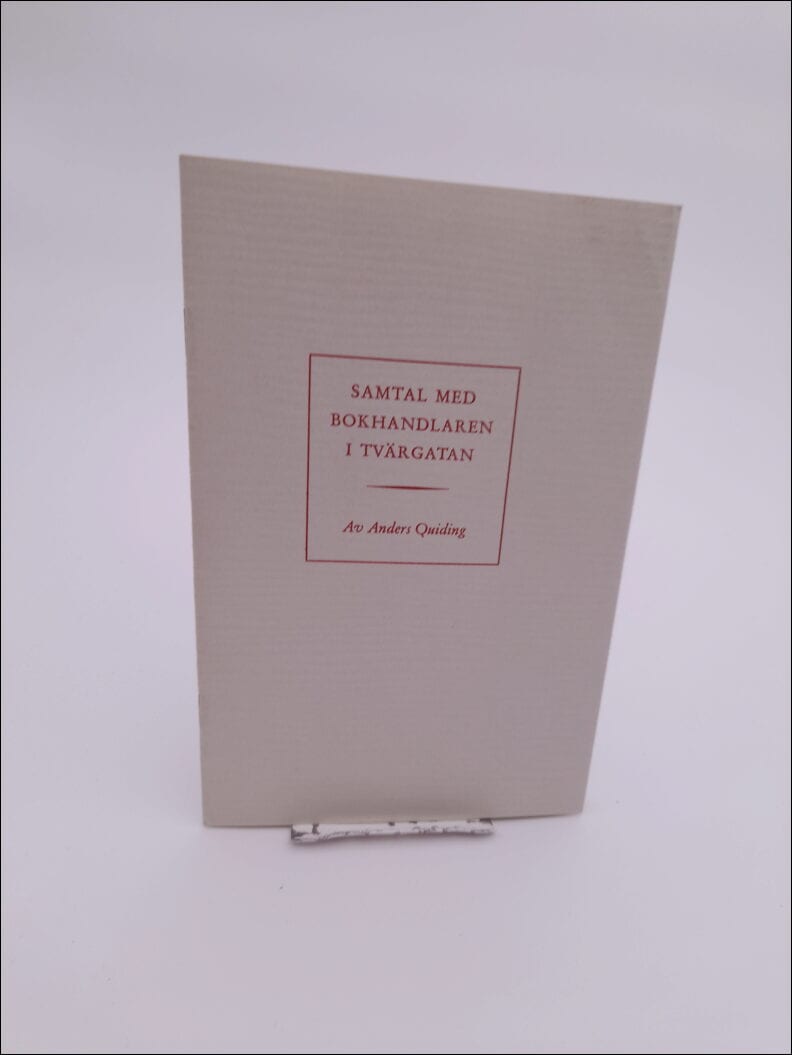 SAMTAL MED
BOKHANDLAREN
I TVÄRGATAN
Av Anders Quiding